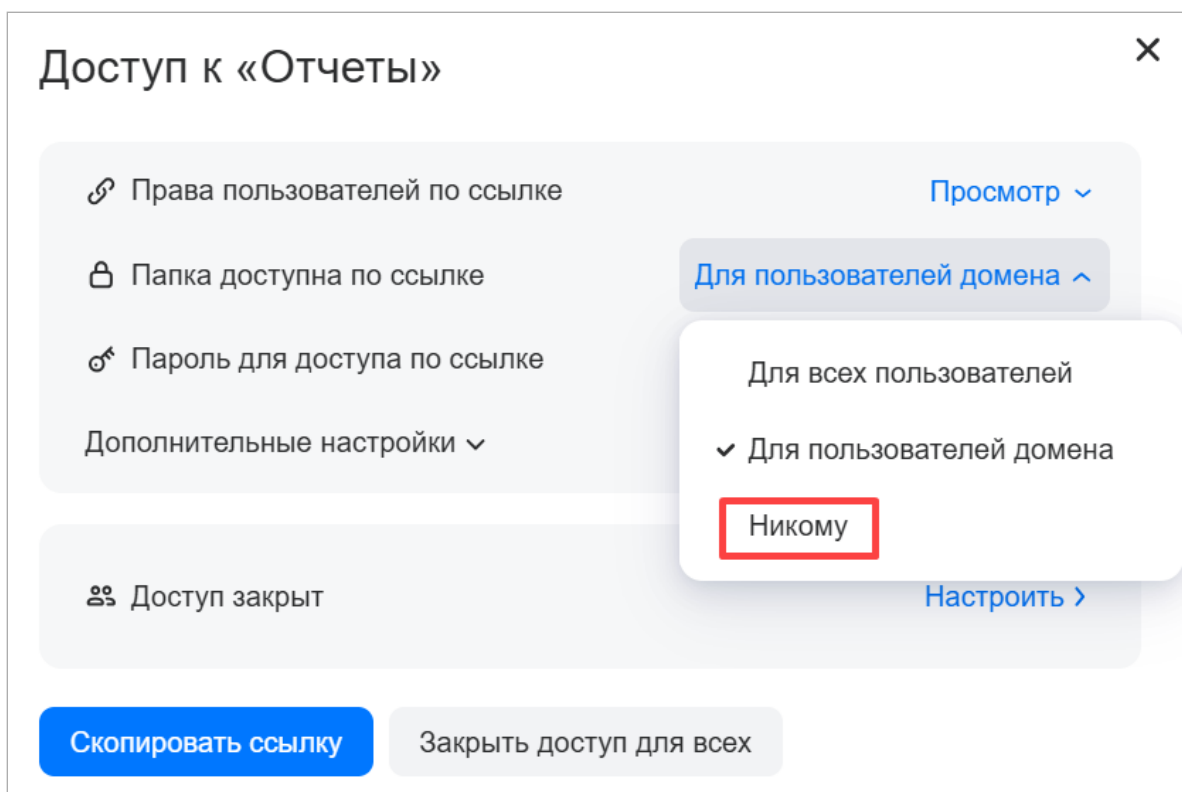 Доступ к «Отчеты»
Права пользователей по ссылке
Просмотр
Папка доступна по ссылке
Для пользователей домена
Пароль для доступа по ссылке
Для всех пользователей
Дополнительные настройки
Для пользователей домена
Никому
Доступ закрыт
Настроить
Скопировать ссылку
Закрыть доступ для всех